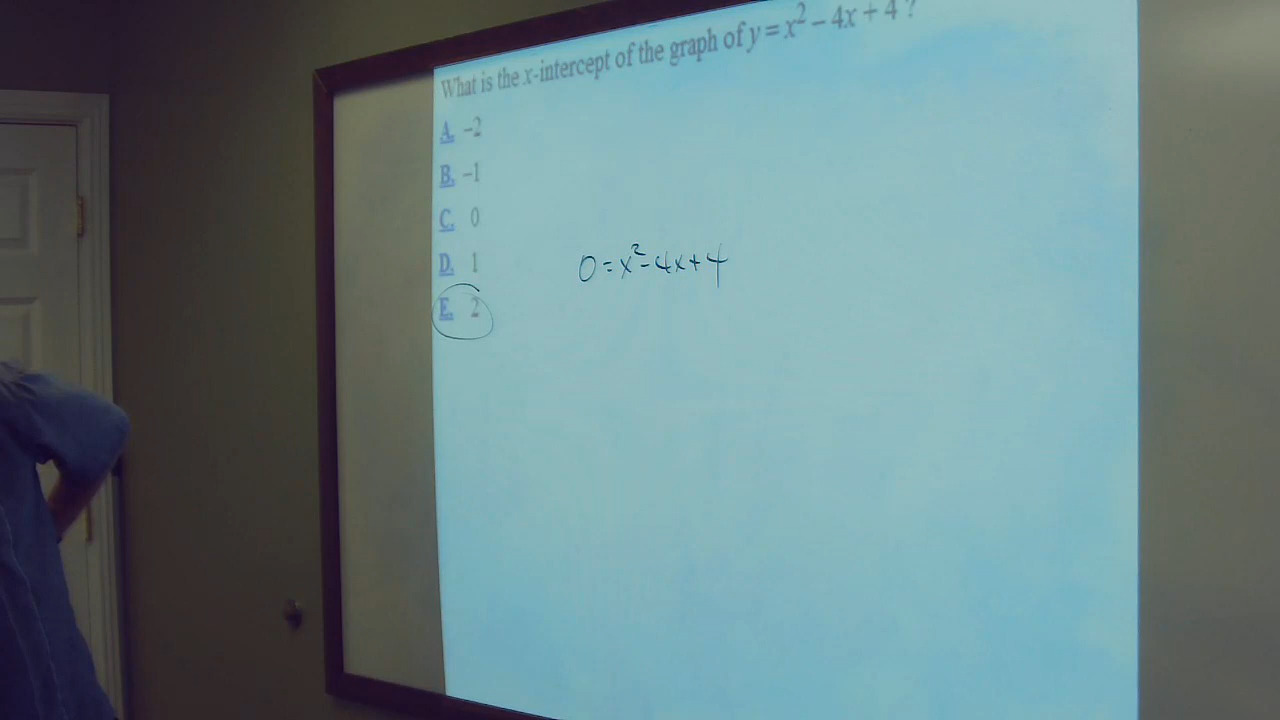 What is the x-intercept of the graph of y = x² – 4x + 4 ?
A. –2
B. –1
C. 0
D. 1
E. 2
0 = x² - 4x + 4